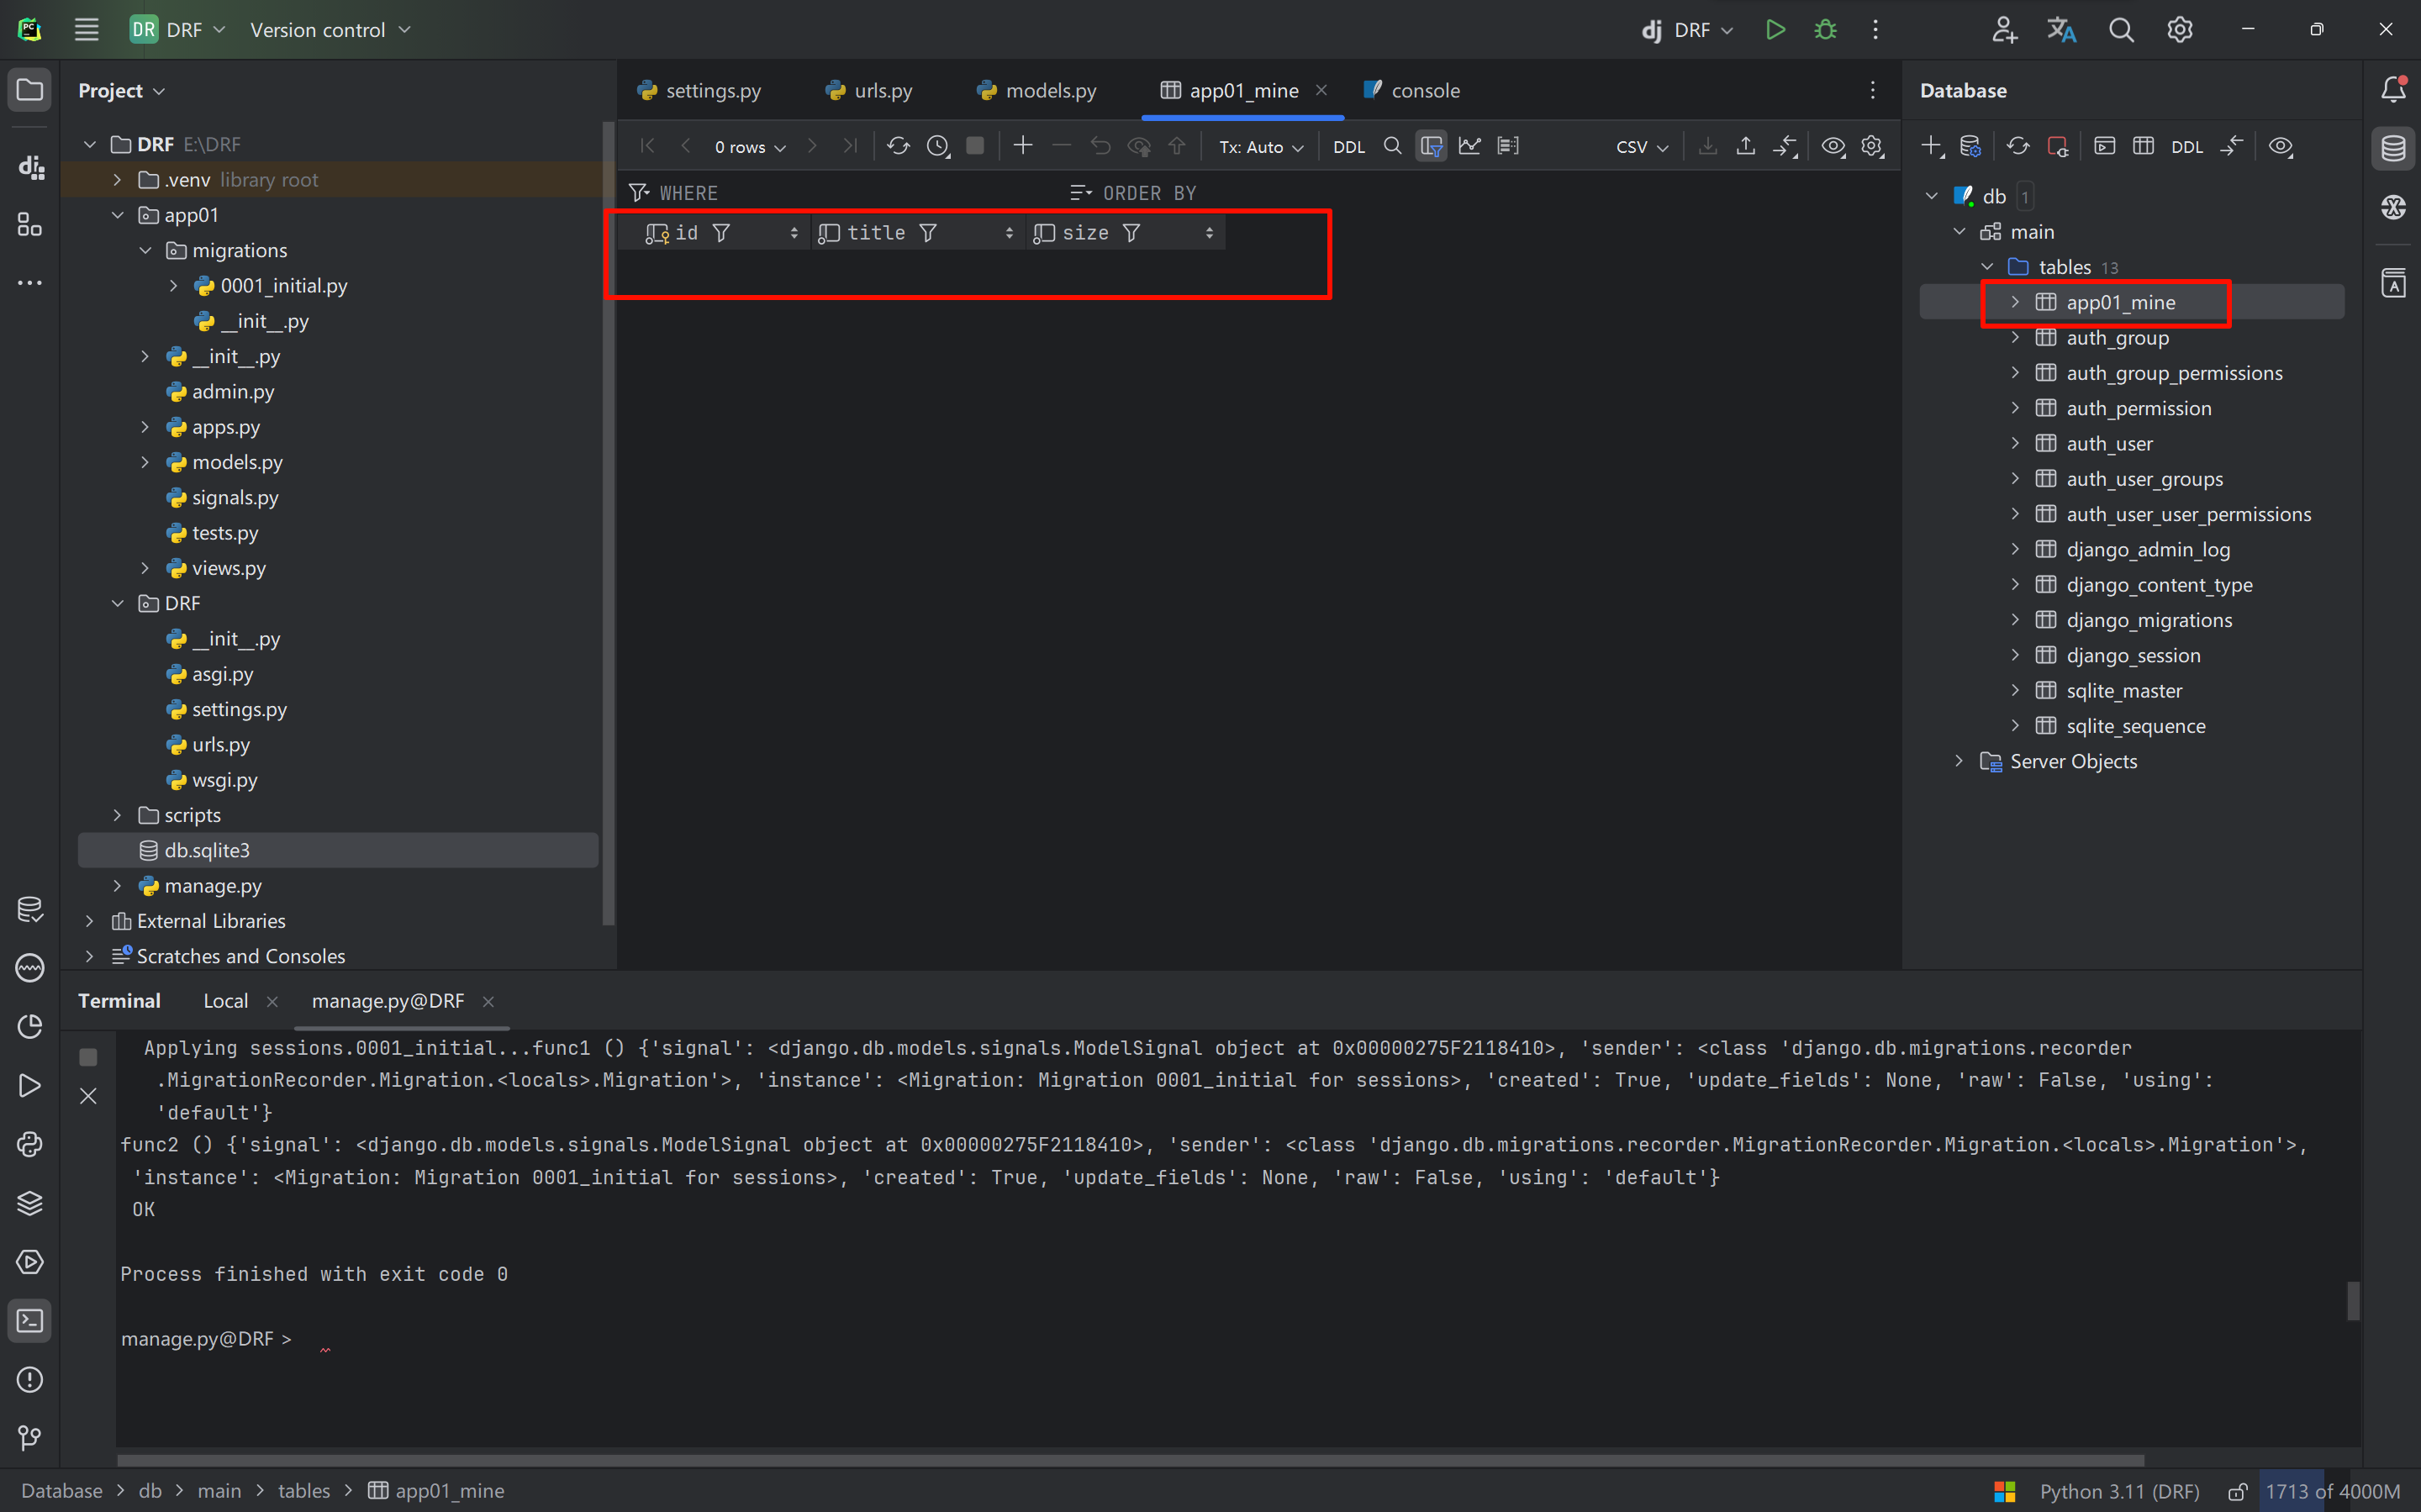 DR DRF Version control
DRF
Project
settings.py urls.py models.py app01_mine console
Database
0 rows Tx: Auto DDL CSV
DDL
WHERE ORDER BY
id title size
DRF E:\DRF
.venv library root
app01
migrations
0001_initial.py
__init__.py
__init__.py
admin.py
apps.py
models.py
signals.py
tests.py
views.py
DRF
__init__.py
asgi.py
settings.py
urls.py
wsgi.py
scripts
db.sqlite3
manage.py
External Libraries
Scratches and Consoles
db 1
main
tables 13
app01_mine
auth_group
auth_group_permissions
auth_permission
auth_user
auth_user_groups
auth_user_user_permissions
django_admin_log
django_content_type
django_migrations
django_session
sqlite_master
sqlite_sequence
Server Objects
Terminal Local manage.py@DRF
Applying sessions.0001_initial...func1 () {'signal': <django.db.models.signals.ModelSignal object at 0x00000275F2118410>, 'sender': <class 'django.db.migrations.recorder
.MigrationRecorder.Migration.<locals>.Migration'>, 'instance': <Migration: Migration 0001_initial for sessions>, 'created': True, 'update_fields': None, 'raw': False, 'using':
'default'}
func2 () {'signal': <django.db.models.signals.ModelSignal object at 0x00000275F2118410>, 'sender': <class 'django.db.migrations.recorder.MigrationRecorder.Migration.<locals>.Migration'>,
'instance': <Migration: Migration 0001_initial for sessions>, 'created': True, 'update_fields': None, 'raw': False, 'using': 'default'}
OK
Process finished with exit code 0
manage.py@DRF >
Database > db > main > tables > app01_mine
Python 3.11 (DRF) 1713 of 4000M